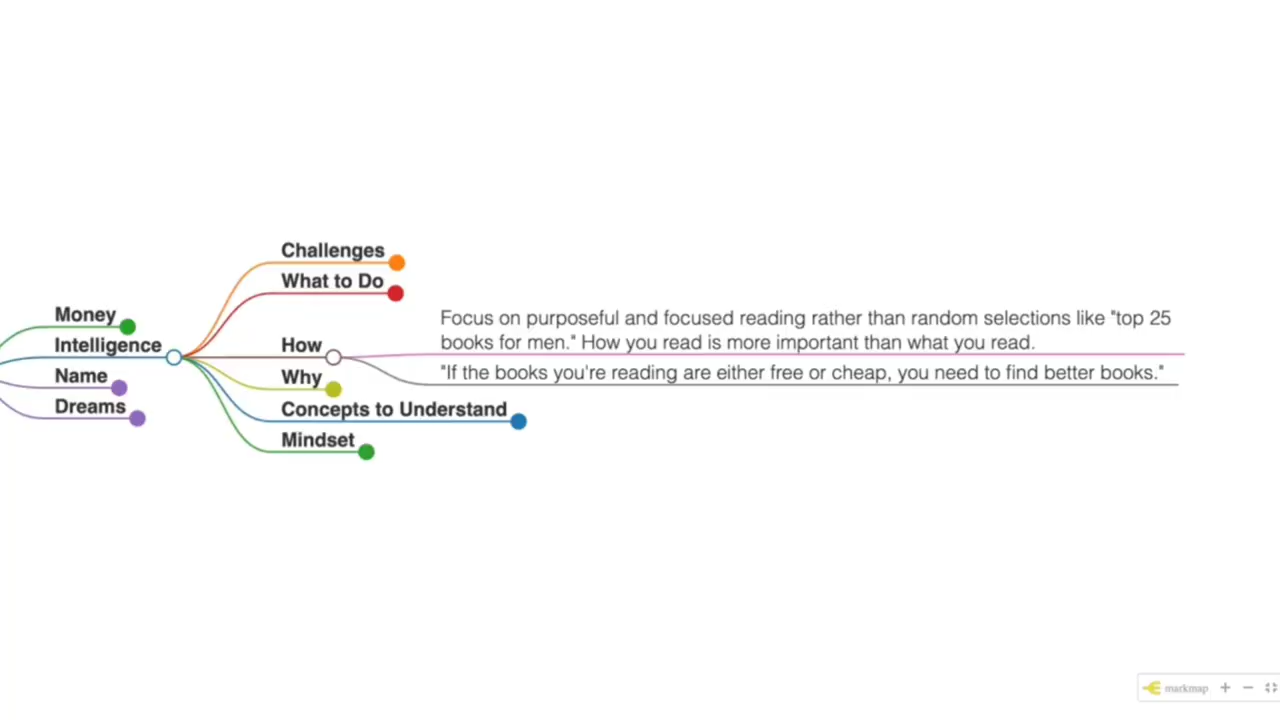 Money
Intelligence
Name
Dreams
Challenges
What to Do
How
Why
Concepts to Understand
Mindset
Focus on purposeful and focused reading rather than random selections like "top 25
books for men." How you read is more important than what you read.
"If the books you're reading are either free or cheap, you need to find better books."
markmap + −